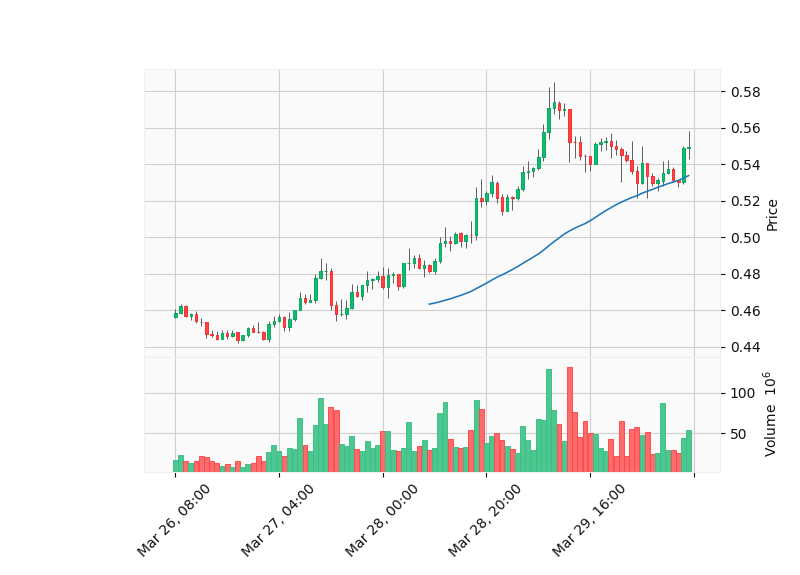 0.58
0.56
0.54
0.52
0.50
0.48
0.46
0.44
Price
100
50
Volume 10⁶
Mar 26, 08:00
Mar 27, 04:00
Mar 28, 00:00
Mar 28, 20:00
Mar 29, 16:00